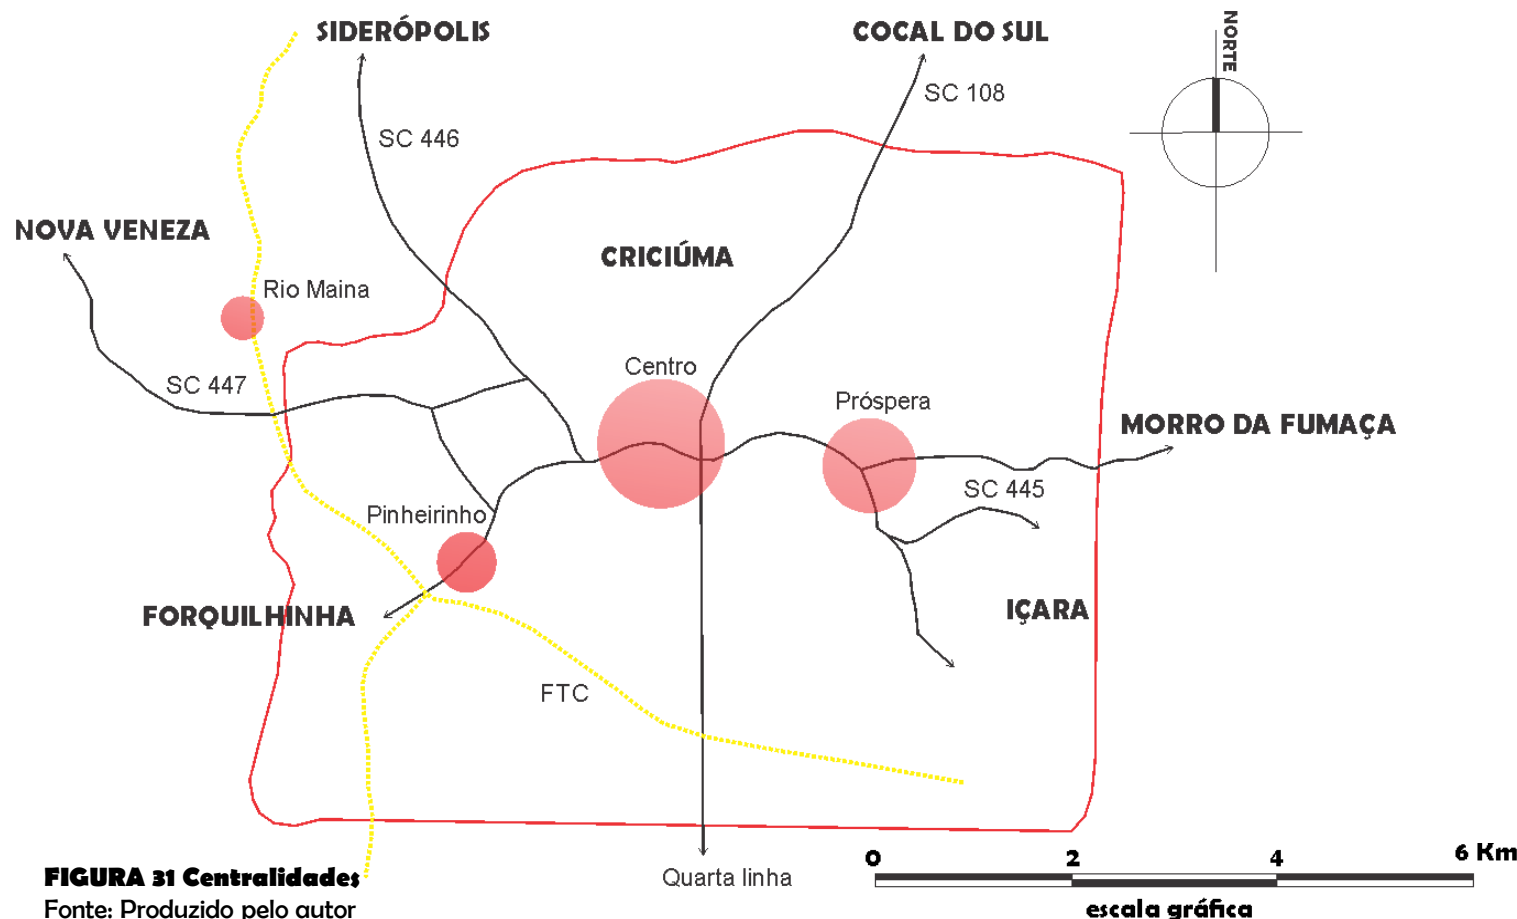 SIDERÓPOLIS
COCAL DO SUL
NORTE
SC 108
SC 446
NOVA VENEZA
CRICIÚMA
Rio Maina
Centro
SC 447
Próspera
MORRO DA FUMAÇA
SC 445
Pinheirinho
FORQUILHINHA
IÇARA
FTC
0 2 4 6 Km
FIGURA 31 Centralidades
Quarta linha
Fonte: Produzido pelo autor
escala gráfica